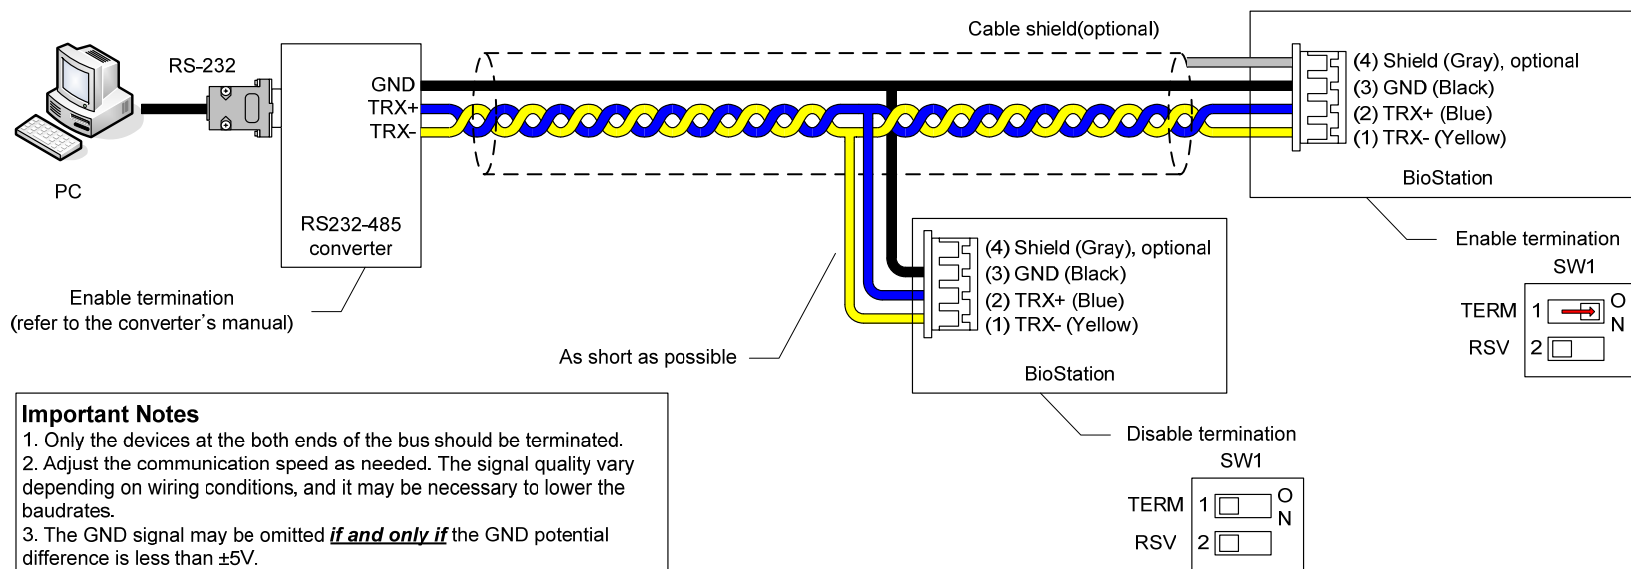 Cable shield(optional)
RS-232
GND
TRX+
TRX-
PC
RS232-485
converter
(4) Shield (Gray), optional
(3) GND (Black)
(2) TRX+ (Blue)
(1) TRX- (Yellow)
BioStation
Enable termination
SW1
TERM 1 O
N
RSV 2
(4) Shield (Gray), optional
(3) GND (Black)
(2) TRX+ (Blue)
(1) TRX- (Yellow)
BioStation
Enable termination
(refer to the converter's manual)
As short as possible
Disable termination
SW1
TERM 1 O
N
RSV 2
Important Notes
1. Only the devices at the both ends of the bus should be terminated.
2. Adjust the communication speed as needed. The signal quality vary
depending on wiring conditions, and it may be necessary to lower the
baudrates.
3. The GND signal may be omitted if and only if the GND potential
difference is less than ±5V.